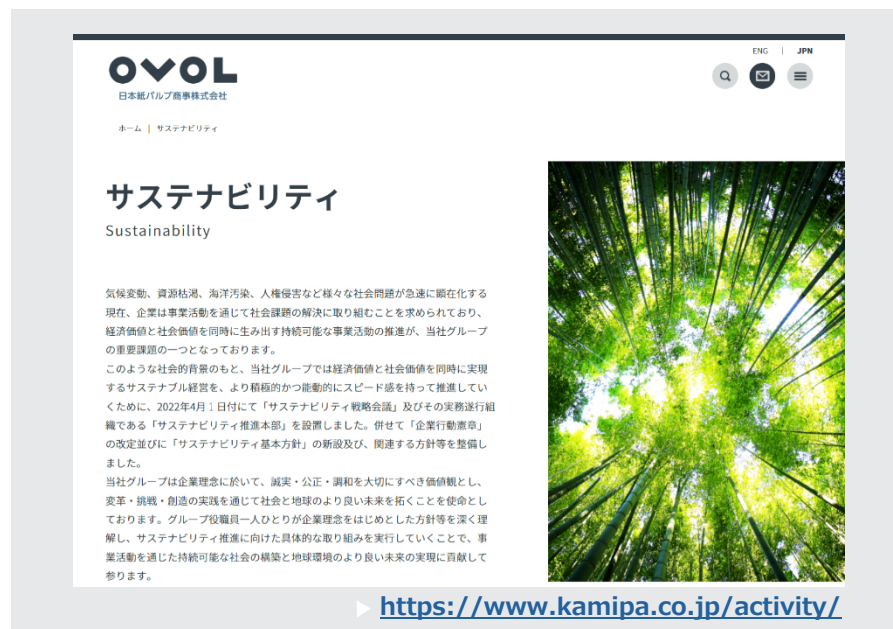 ENG | JPN
OVOL
日本紙パルプ商事株式会社
ホーム | サステナビリティ
サステナビリティ
Sustainability
気候変動、資源枯渇、海洋汚染、人権侵害など様々な社会問題が急速に顕在化する
現在、企業は事業活動を通じて社会課題の解決に取り組むことを求められており、
経済価値と社会価値を同時に生み出す持続可能な事業活動の推進が、当社グループ
の重要課題の一つとなっております。
このような社会的背景のもと、当社グループでは経済価値と社会価値を同時に実現
するサステナブル経営を、より積極的かつ能動的にスピード感を持って推進してい
くために、2022年4月1日付にて「サステナビリティ戦略会議」及びその実務遂行組
織である「サステナビリティ推進本部」を設置しました。併せて「企業行動憲章」
の改定並びに「サステナビリティ基本方針」の新設及び、関連する方針等を整備し
ました。
当社グループは企業理念に於いて、誠実・公正・調和を大切にすべき価値観とし、
変革・挑戦・創造の実践を通じて社会と地球のより良い未来を拓くことを使命とし
ております。グループ役職員一人ひとりが企業理念をはじめとした方針等を深く理
解し、サステナビリティ推進に向けた具体的な取り組みを実行していくことで、事
業活動を通じた持続可能な社会の構築と地球環境のより良い未来の実現に貢献して
参ります。
https://www.kamipa.co.jp/activity/